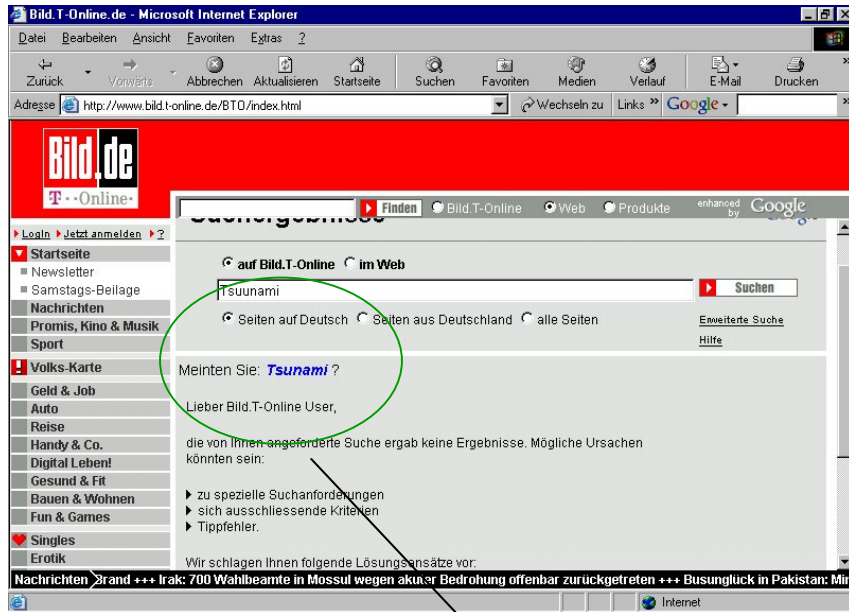 Bild.T-Online.de - Microsoft Internet Explorer
Datei Bearbeiten Ansicht Favoriten Extras ?
Zurück Vorwärts Abbrechen Aktualisieren Startseite Suchen Favoriten Medien Verlauf E-Mail Drucken »
Adresse http://www.bild.t-online.de/BTO/index.html Wechseln zu Links » Google »
Bild.de
T··Online·
Finden Bild.T-Online Web Produkte enhanced by Google
Login Jetzt anmelden ?
Suchergebnisse
Startseite
Newsletter
Samstags-Beilage
Nachrichten
Promis, Kino & Musik
Sport
Volks-Karte
Geld & Job
Auto
Reise
Handy & Co.
Digital Leben!
Gesund & Fit
Bauen & Wohnen
Fun & Games
Singles
Erotik
auf Bild.T-Online im Web
Tsuunami Suchen
Seiten auf Deutsch Seiten aus Deutschland alle Seiten Erweiterte Suche
Hilfe
Meinten Sie: Tsunami ?
Lieber Bild.T-Online User,
die von Ihnen angeforderte Suche ergab keine Ergebnisse. Mögliche Ursachen
könnten sein:
zu spezielle Suchanforderungen
sich ausschliessende Kriterien
Tippfehler.
Wir schlagen Ihnen folgende Lösungsansätze vor:
Nachrichten Brand +++ Irak: 700 Wahlbeamte in Mossul wegen akuter Bedrohung offenbar zurückgetreten +++ Busunglück in Pakistan:
Internet